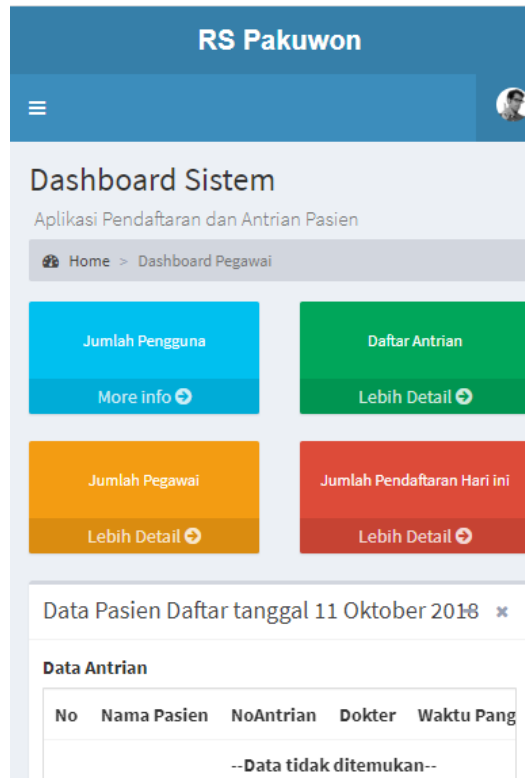 RS Pakuwon
Dashboard Sistem
Aplikasi Pendaftaran dan Antrian Pasien
Home > Dashboard Pegawai
Jumlah Pengguna
More info
Daftar Antrian
Lebih Detail
Jumlah Pegawai
Lebih Detail
Jumlah Pendaftaran Hari ini
Lebih Detail
Data Pasien Daftar tanggal 11 Oktober 2018
Data Antrian
No Nama Pasien NoAntrian Dokter Waktu Pang
--Data tidak ditemukan--